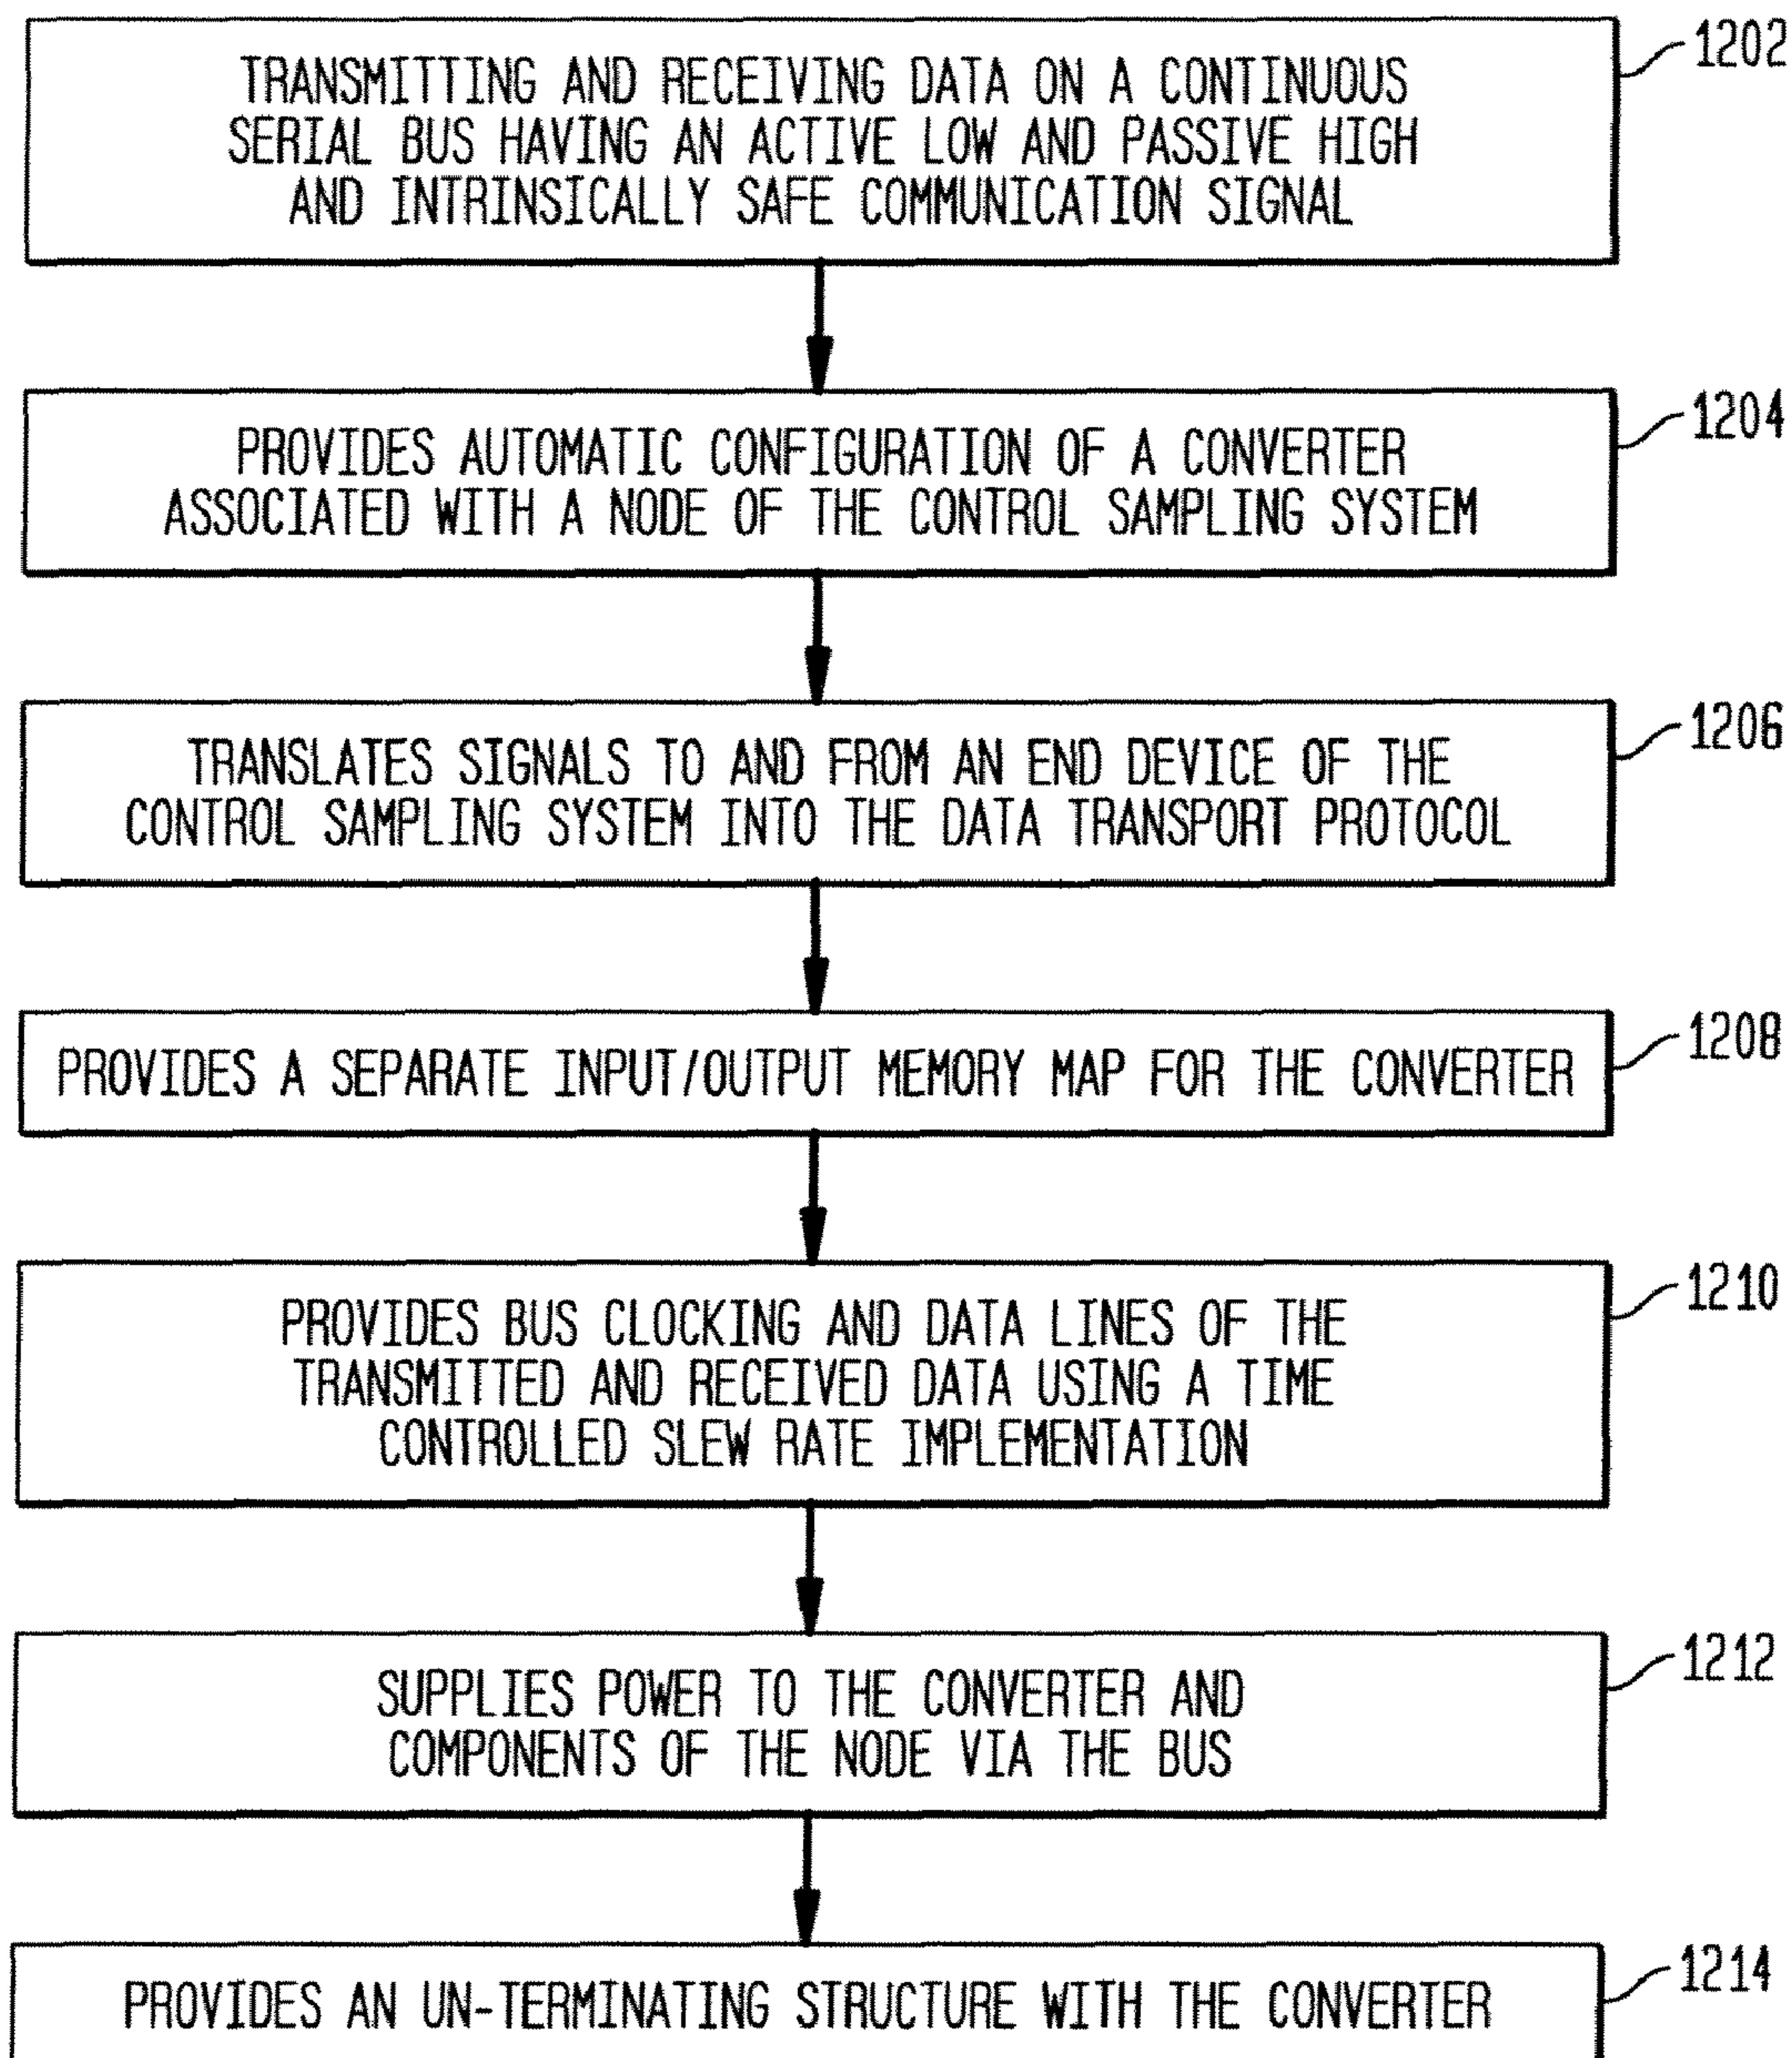 TRANSMITTING AND RECEIVING DATA ON A CONTINUOUS
SERIAL BUS HAVING AN ACTIVE LOW AND PASSIVE HIGH
AND INTRINSICALLY SAFE COMMUNICATION SIGNAL
1202
PROVIDES AUTOMATIC CONFIGURATION OF A CONVERTER
ASSOCIATED WITH A NODE OF THE CONTROL SAMPLING SYSTEM
1204
TRANSLATES SIGNALS TO AND FROM AN END DEVICE OF THE
CONTROL SAMPLING SYSTEM INTO THE DATA TRANSPORT PROTOCOL
1206
PROVIDES A SEPARATE INPUT/OUTPUT MEMORY MAP FOR THE CONVERTER
1208
PROVIDES BUS CLOCKING AND DATA LINES OF THE
TRANSMITTED AND RECEIVED DATA USING A TIME
CONTROLLED SLEW RATE IMPLEMENTATION
1210
SUPPLIES POWER TO THE CONVERTER AND
COMPONENTS OF THE NODE VIA THE BUS
1212
PROVIDES AN UN-TERMINATING STRUCTURE WITH THE CONVERTER
1214